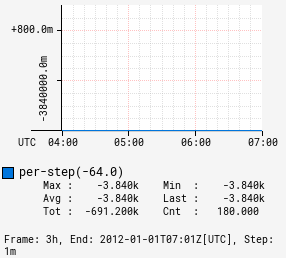 +800.0m
-3840000.0m
UTC 04:00 05:00 06:00 07:00
per-step(-64.0)
Max : -3.840k Min : -3.840k
Avg : -3.840k Last : -3.840k
Tot : -691.200k Cnt : 180.000
Frame: 3h, End: 2012-01-01T07:01Z[UTC], Step:
1m